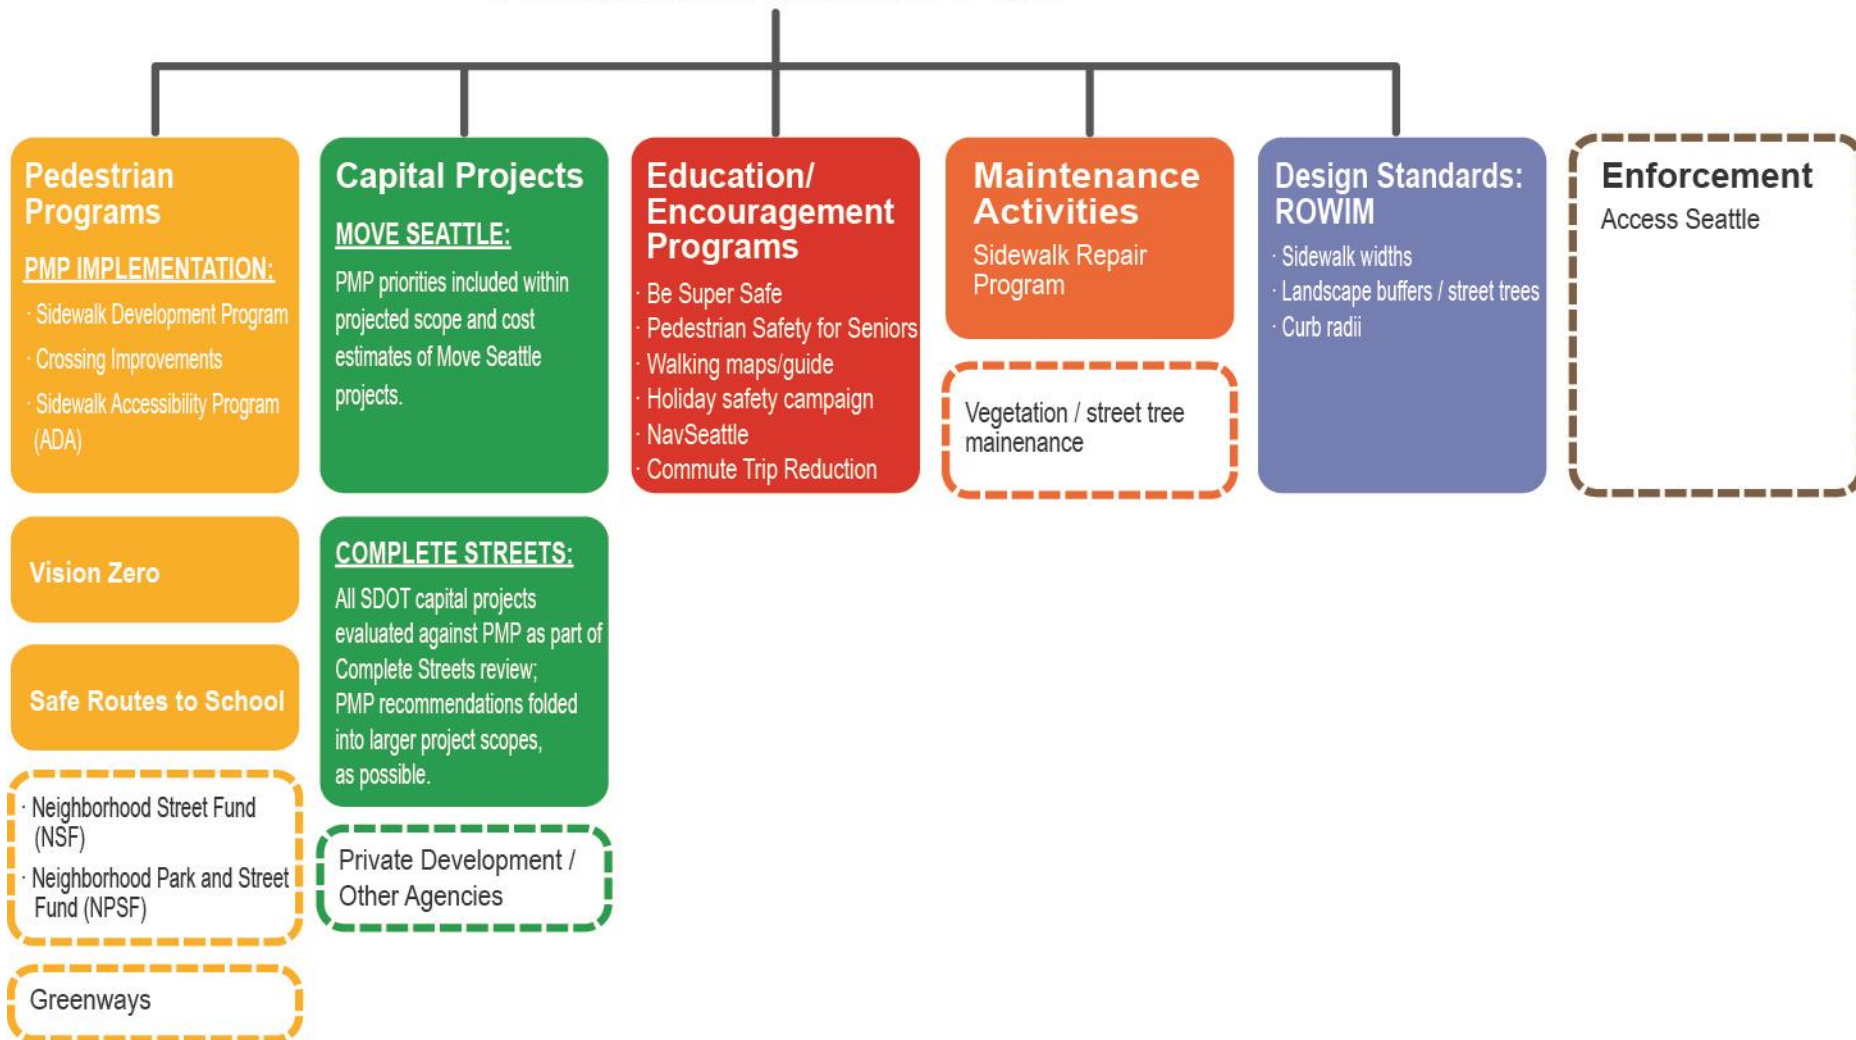 Pedestrian
Programs
PMP IMPLEMENTATION:
· Sidewalk Development Program
· Crossing Improvements
· Sidewalk Accessibility Program
(ADA)
Vision Zero
Safe Routes to School
· Neighborhood Street Fund
(NSF)
· Neighborhood Park and Street
Fund (NPSF)
Greenways
Capital Projects
MOVE SEATTLE:
PMP priorities included within
projected scope and cost
estimates of Move Seattle
projects.
COMPLETE STREETS:
All SDOT capital projects
evaluated against PMP as part of
Complete Streets review;
PMP recommendations folded
into larger project scopes,
as possible.
Private Development /
Other Agencies
Education/
Encouragement
Programs
· Be Super Safe
· Pedestrian Safety for Seniors
· Walking maps/guide
· Holiday safety campaign
· NavSeattle
· Commute Trip Reduction
Maintenance
Activities
Sidewalk Repair
Program
Vegetation / street tree
mainenance
Design Standards:
ROWIM
· Sidewalk widths
· Landscape buffers / street trees
· Curb radii
Enforcement
Access Seattle